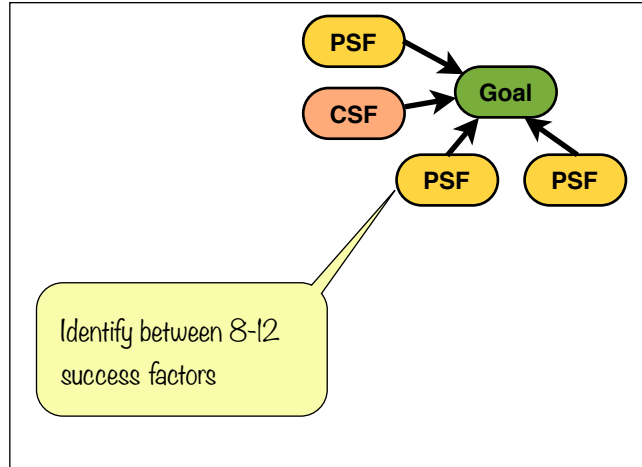 PSF
Goal
CSF
PSF
PSF
Identify between 8-12
success factors